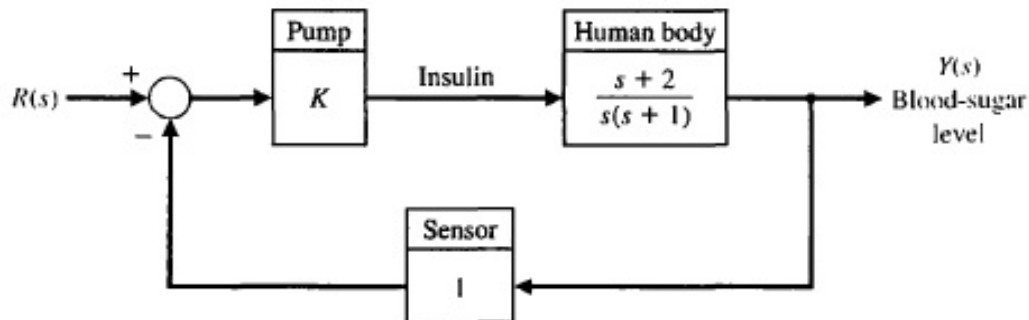 Pump
Human body
R(s)
+
−
K
Insulin
s + 2
s(s + 1)
Y(s)
Blood-sugar
level
Sensor
1